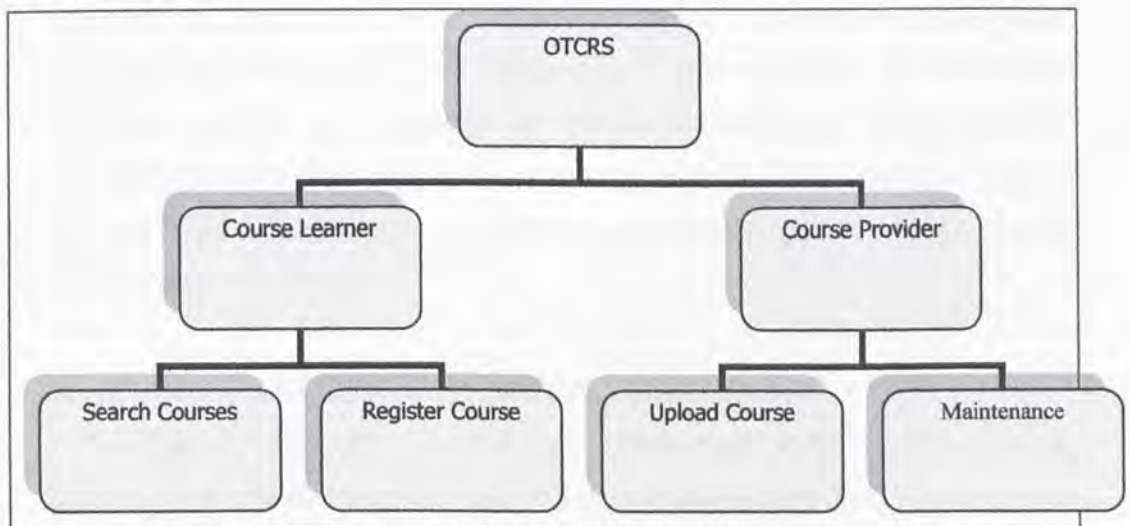 OTCRS
Course Learner
Course Provider
Search Courses
Register Course
Upload Course
Maintenance